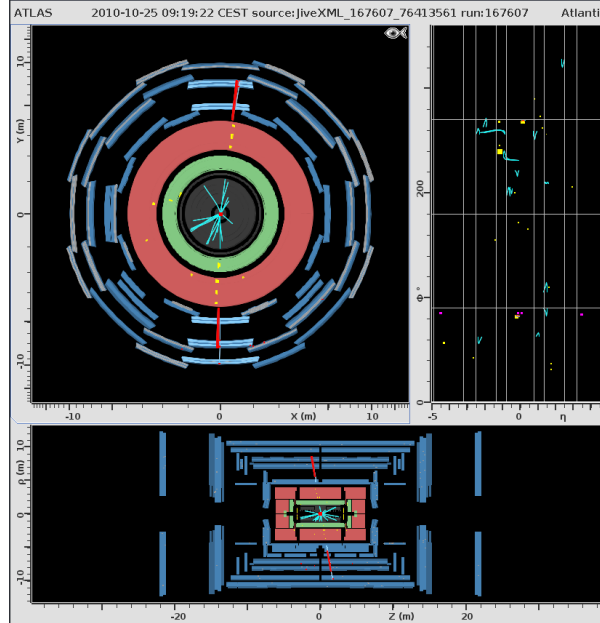 ATLAS 2010-10-25 09:19:22 CEST source:JiveXML_167607_76413561 run:167607 Atlanti
10
Y (m)
0
-10
-10 0 X (m) 10
200
Φ °
0
-5 0 η
10
ρ (m)
0
-10
-20 0 Z (m) 20